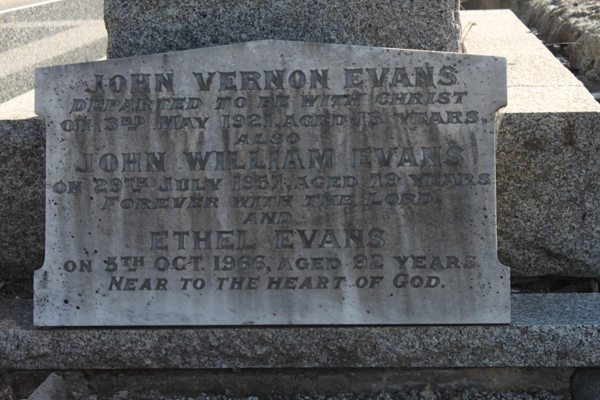 JOHN VERNON EVANS
DEPARTED TO BE WITH CHRIST
ON 3RD MAY 1921, AGED 13 YEARS.
ALSO
JOHN WILLIAM EVANS
ON 29TH JULY 1957, AGED 79 YEARS
FOREVER WITH THE LORD,
AND
ETHEL EVANS
ON 5TH OCT. 1966, AGED 92 YEARS.
NEAR TO THE HEART OF GOD.